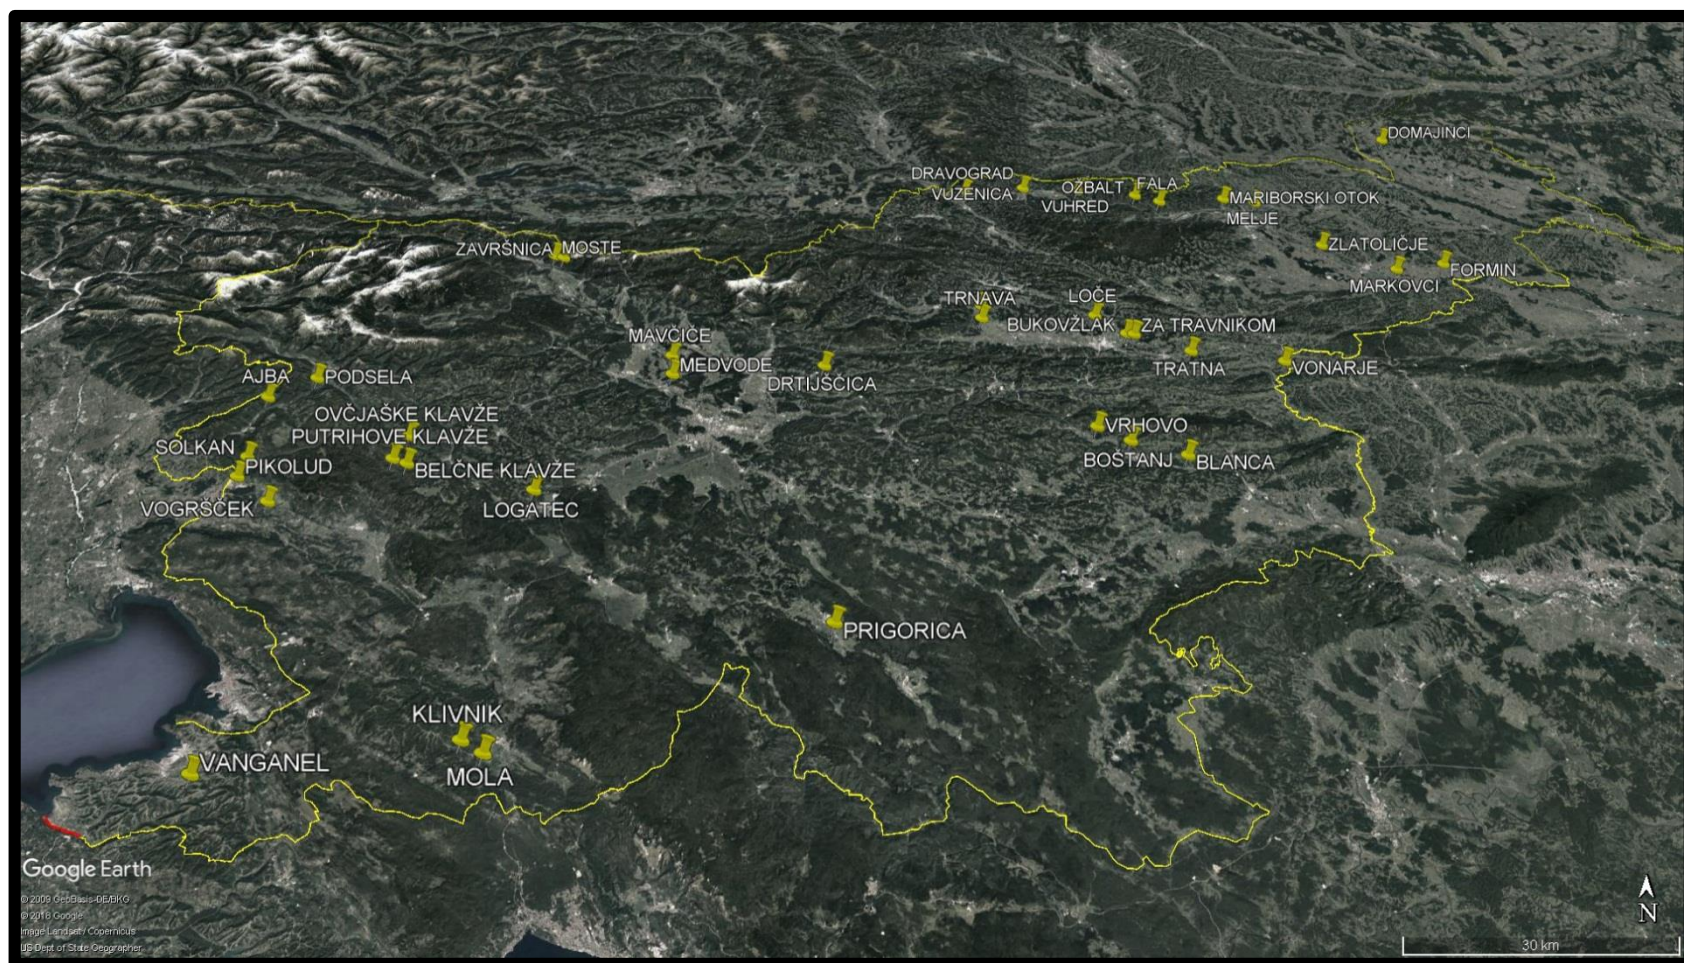 DOMAJINCI
DRAVOGRAD
VUZENICA
OŽBALT
FALA
VUHRED
MARIBORSKI OTOK
MELJE
ZAVRŠNICA
MOSTE
ZLATOLIČJE
FORMIN
MARKOVCI
TRNAVA
LOČE
BUKOVŽLAK
ZA TRAVNIKOM
MAVČIČE
MEDVODE
DRTIJŠČICA
TRATNA
VONARJE
AJBA
PODSELA
OVČJAŠKE KLAVŽE
PUTRIHOVE KLAVŽE
VRHOVO
SOLKAN
PIKOLUD
BELČNE KLAVŽE
BOŠTANJ
BLANCA
VOGRŠČEK
LOGATEC
PRIGORICA
KLIVNIK
MOLA
VANGANEL
Google Earth
© 2009 GeoBasis-DE/BKG
© 2018 Google
Image Landsat / Copernicus
US Dept of State Geographer
N
30 km